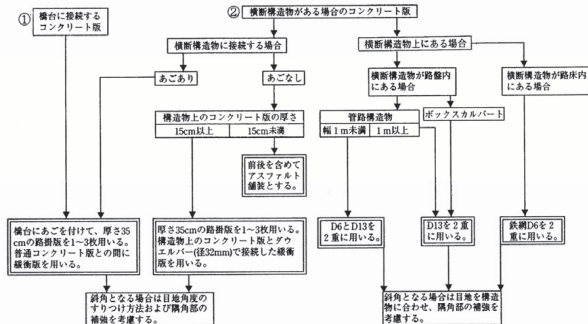 ① 橋台に接続する
コンクリート版
② 横断構造物がある場合のコンクリート版
横断構造物に接続する場合
横断構造物上にある場合
あごあり
あごなし
横断構造物が路盤内
にある場合
横断構造物が路床内
にある場合
構造物上のコンクリート版の厚さ
15cm以上
15cm未満
管路構造物
幅1m未満
1m以上
ボックスカルバート
前後を含めて
アスファルト
舗装とする。
橋台にあごを付けて、厚さ35
cmの路掛版を1~3枚用いる。
普通コンクリート版との間に
緩衝版を用いる。
厚さ35cmの路掛版を1~3枚用いる。
構造物上のコンクリート版とダウ
エルバー(径32mm)で接続した緩衝
版を用いる。
D6とD13を
2重に用いる。
D13を2重
に用いる。
鉄網D6を2
重に用いる。
斜角となる場合は目地角度の
すりつけ方法および隅角部の
補強を考慮する。
斜角となる場合は目地を構造
物に合わせ、隅角部の補強を
考慮する。